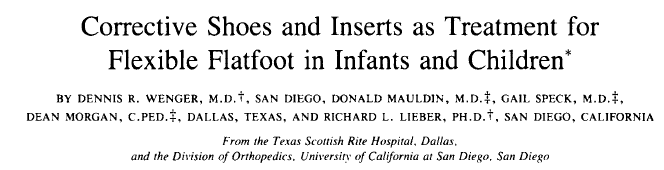 Corrective Shoes and Inserts as Treatment for
Flexible Flatfoot in Infants and Children*
BY DENNIS R. WENGER, M.D.†, SAN DIEGO, DONALD MAULDIN, M.D.‡, GAIL SPECK, M.D.‡,
DEAN MORGAN, C.PED.‡, DALLAS, TEXAS, AND RICHARD L. LIEBER, PH.D.†, SAN DIEGO, CALIFORNIA
From the Texas Scottish Rite Hospital, Dallas,
and the Division of Orthopedics, University of California at San Diego, San Diego